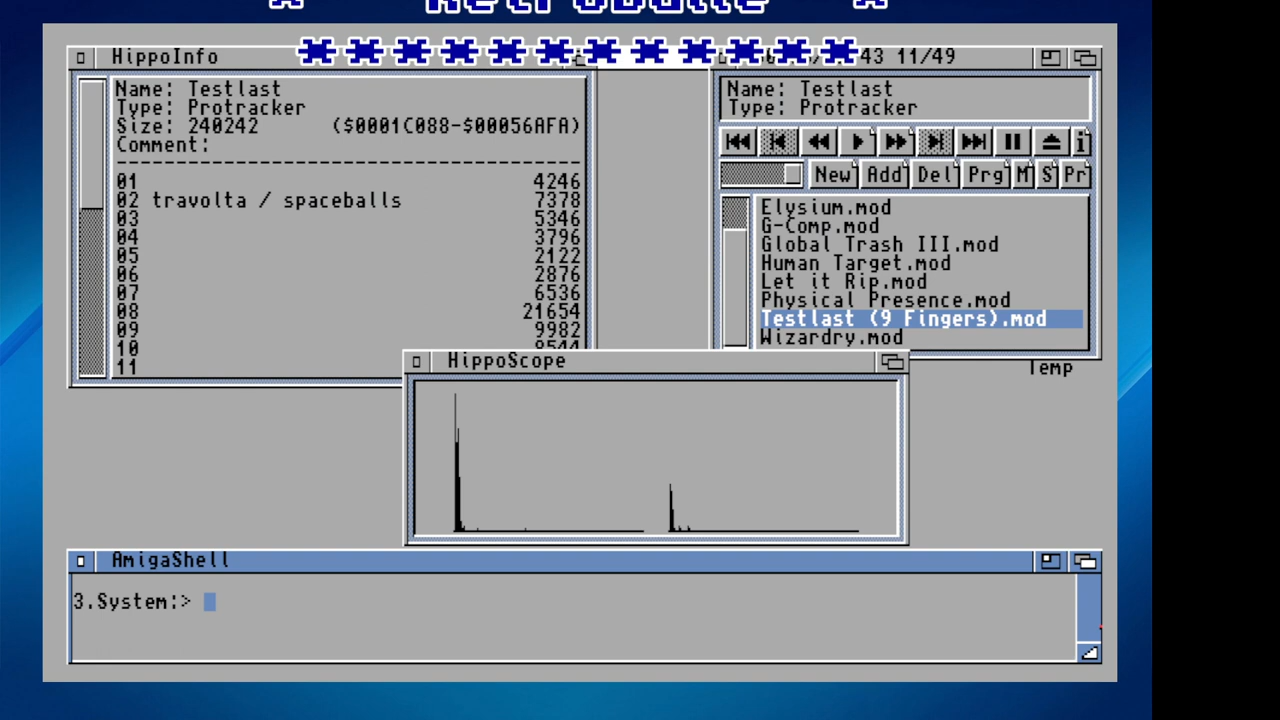 HippoInfo
Name: Testlast
Type: Protracker
Size: 240242 ($0001C088-$00056AFA)
Comment:
01 4246
02 travolta / spaceballs 7378
03 5346
04 3796
05 2122
06 2876
07 6536
08 21654
09 9982
10 8544
11
43 11/49
Name: Testlast
Type: Protracker
i
New Add Del Prg M S Pr
Elysium.mod
G-Comp.mod
Global Trash III.mod
Human Target.mod
Let it Rip.mod
Physical Presence.mod
Testlast (9 Fingers).mod
Wizardry.mod
Temp
HippoScope
AmigaShell
3.System:>